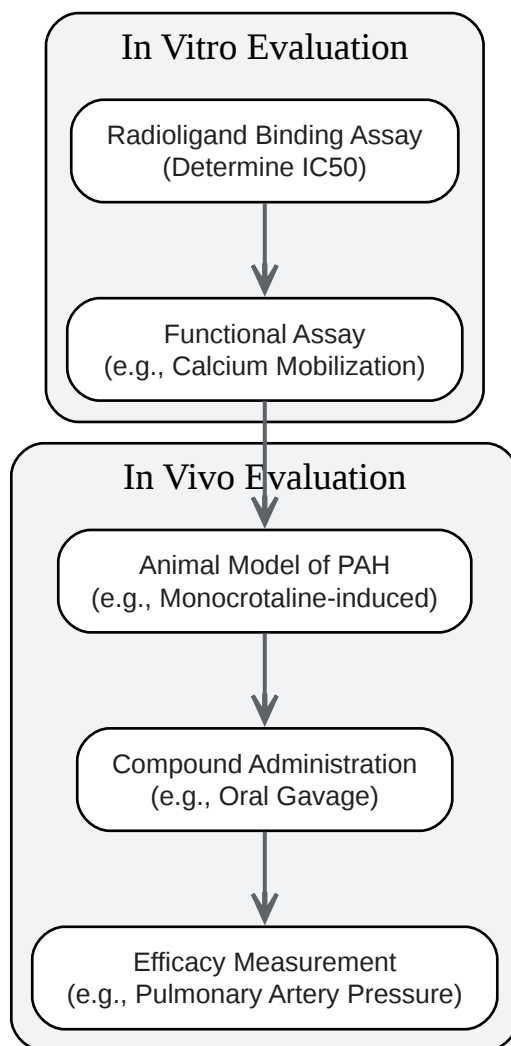 In Vitro Evaluation
Radioligand Binding Assay
(Determine IC50)
Functional Assay
(e.g., Calcium Mobilization)
In Vivo Evaluation
Animal Model of PAH
(e.g., Monocrotaline-induced)
Compound Administration
(e.g., Oral Gavage)
Efficacy Measurement
(e.g., Pulmonary Artery Pressure)